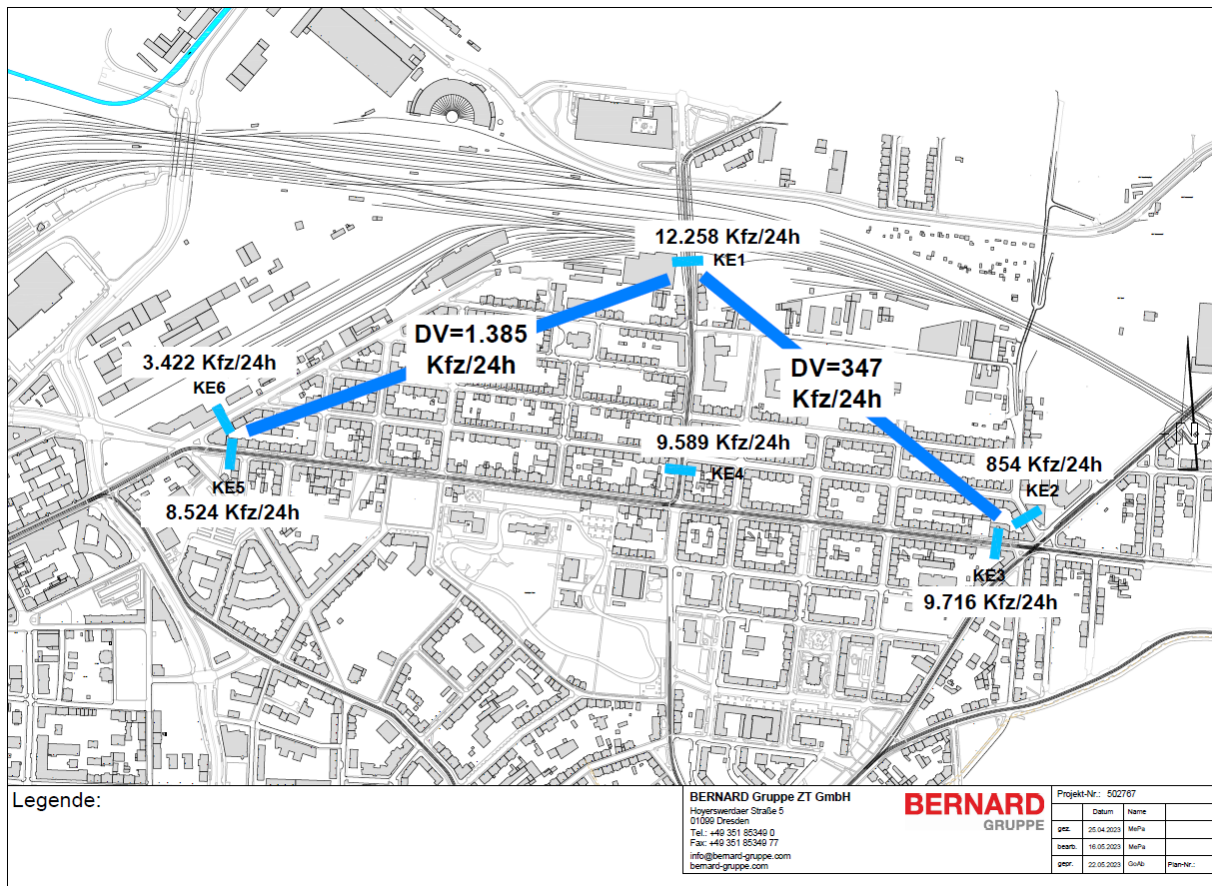 12.258 Kfz/24h
KE1
DV=1.385
Kfz/24h
DV=347
Kfz/24h
3.422 Kfz/24h
KE6
9.589 Kfz/24h
KE4
854 Kfz/24h
KE2
KE5
8.524 Kfz/24h
KE3
9.716 Kfz/24h
Legende:
BERNARD Gruppe ZT GmbH
Hoyerswerdaer Straße 5
01099 Dresden
Tel.: +49 351 85349 0
Fax: +49 351 85349 77
info@bernard-gruppe.com
bernard-gruppe.com
BERNARD
GRUPPE
Projekt-Nr.: 502767
Datum Name
gez. 25.04.2023 MePa
bearb. 16.05.2023 MePa
gepr. 22.05.2023 GoAb Plan-Nr.: